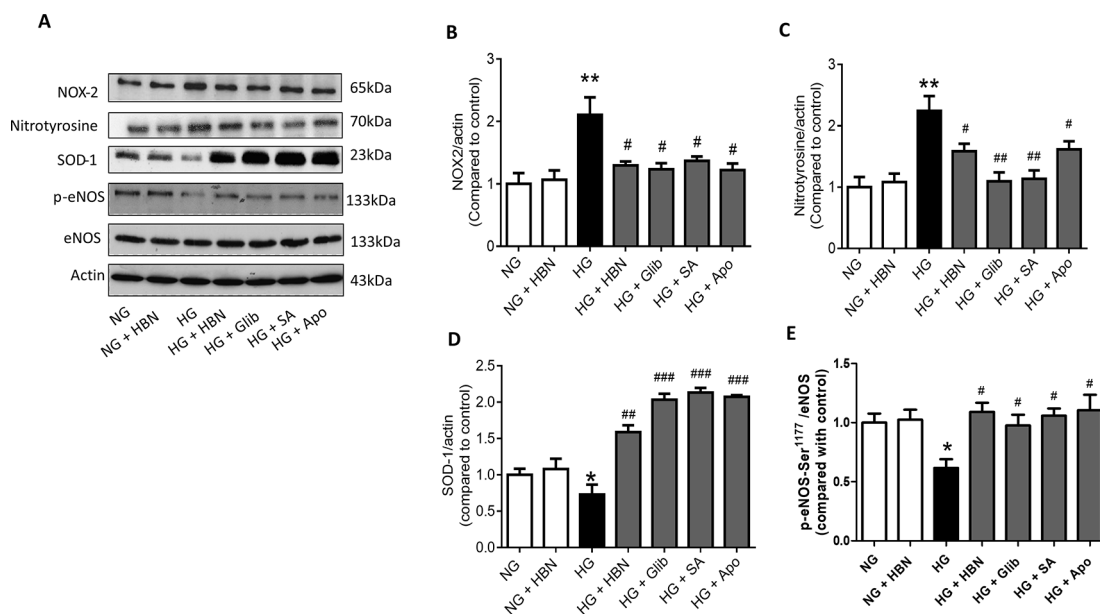 A
NOX-2
65kDa
Nitrotyrosine
70kDa
SOD-1
23kDa
p-eNOS
133kDa
eNOS
133kDa
Actin
43kDa
NG
NG + HBN
HG
HG + HBN
HG + Glib
HG + SA
HG + Apo
B
NOX2/actin
(Compared to control)
3
2
1
0
**
#
#
#
#
NG
NG + HBN
HG
HG + HBN
HG + Glib
HG + SA
HG + Apo
C
Nitrotyrosine/actin
(Compared to control)
3
2
1
0
**
#
##
##
#
NG
NG + HBN
HG
HG + HBN
HG + Glib
HG + SA
HG + Apo
D
SOD-1/actin
(compared to control)
2.5
2.0
1.5
1.0
0.5
0.0
*
##
###
###
###
NG
NG + HBN
HG
HG + HBN
HG + Glib
HG + SA
HG + Apo
E
p-eNOS-Ser¹¹⁷⁷ /eNOS
(compared with control)
1.5
1.0
0.5
0.0
*
#
#
#
#
NG
NG + HBN
HG
HG + HBN
HG + Glib
HG + SA
HG + Apo